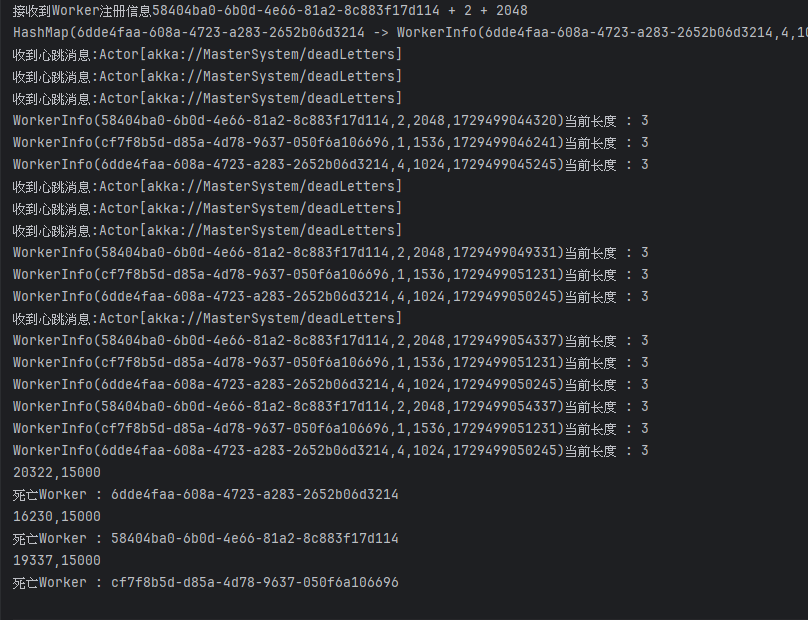 接收到Worker注册信息58404ba0-6b0d-4e66-81a2-8c883f17d114 + 2 + 2048
HashMap(6dde4faa-608a-4723-a283-2652b06d3214 -> WorkerInfo(6dde4faa-608a-4723-a283-2652b06d3214,4,10
收到心跳消息:Actor[akka://MasterSystem/deadLetters]
收到心跳消息:Actor[akka://MasterSystem/deadLetters]
收到心跳消息:Actor[akka://MasterSystem/deadLetters]
WorkerInfo(58404ba0-6b0d-4e66-81a2-8c883f17d114,2,2048,1729499044320)当前长度 : 3
WorkerInfo(cf7f8b5d-d85a-4d78-9637-050f6a106696,1,1536,1729499046241)当前长度 : 3
WorkerInfo(6dde4faa-608a-4723-a283-2652b06d3214,4,1024,1729499045245)当前长度 : 3
收到心跳消息:Actor[akka://MasterSystem/deadLetters]
收到心跳消息:Actor[akka://MasterSystem/deadLetters]
收到心跳消息:Actor[akka://MasterSystem/deadLetters]
WorkerInfo(58404ba0-6b0d-4e66-81a2-8c883f17d114,2,2048,1729499049331)当前长度 : 3
WorkerInfo(cf7f8b5d-d85a-4d78-9637-050f6a106696,1,1536,1729499051231)当前长度 : 3
WorkerInfo(6dde4faa-608a-4723-a283-2652b06d3214,4,1024,1729499050245)当前长度 : 3
收到心跳消息:Actor[akka://MasterSystem/deadLetters]
WorkerInfo(58404ba0-6b0d-4e66-81a2-8c883f17d114,2,2048,1729499054337)当前长度 : 3
WorkerInfo(cf7f8b5d-d85a-4d78-9637-050f6a106696,1,1536,1729499051231)当前长度 : 3
WorkerInfo(6dde4faa-608a-4723-a283-2652b06d3214,4,1024,1729499050245)当前长度 : 3
WorkerInfo(58404ba0-6b0d-4e66-81a2-8c883f17d114,2,2048,1729499054337)当前长度 : 3
WorkerInfo(cf7f8b5d-d85a-4d78-9637-050f6a106696,1,1536,1729499051231)当前长度 : 3
WorkerInfo(6dde4faa-608a-4723-a283-2652b06d3214,4,1024,1729499050245)当前长度 : 3
20322,15000
死亡Worker : 6dde4faa-608a-4723-a283-2652b06d3214
16230,15000
死亡Worker : 58404ba0-6b0d-4e66-81a2-8c883f17d114
19337,15000
死亡Worker : cf7f8b5d-d85a-4d78-9637-050f6a106696